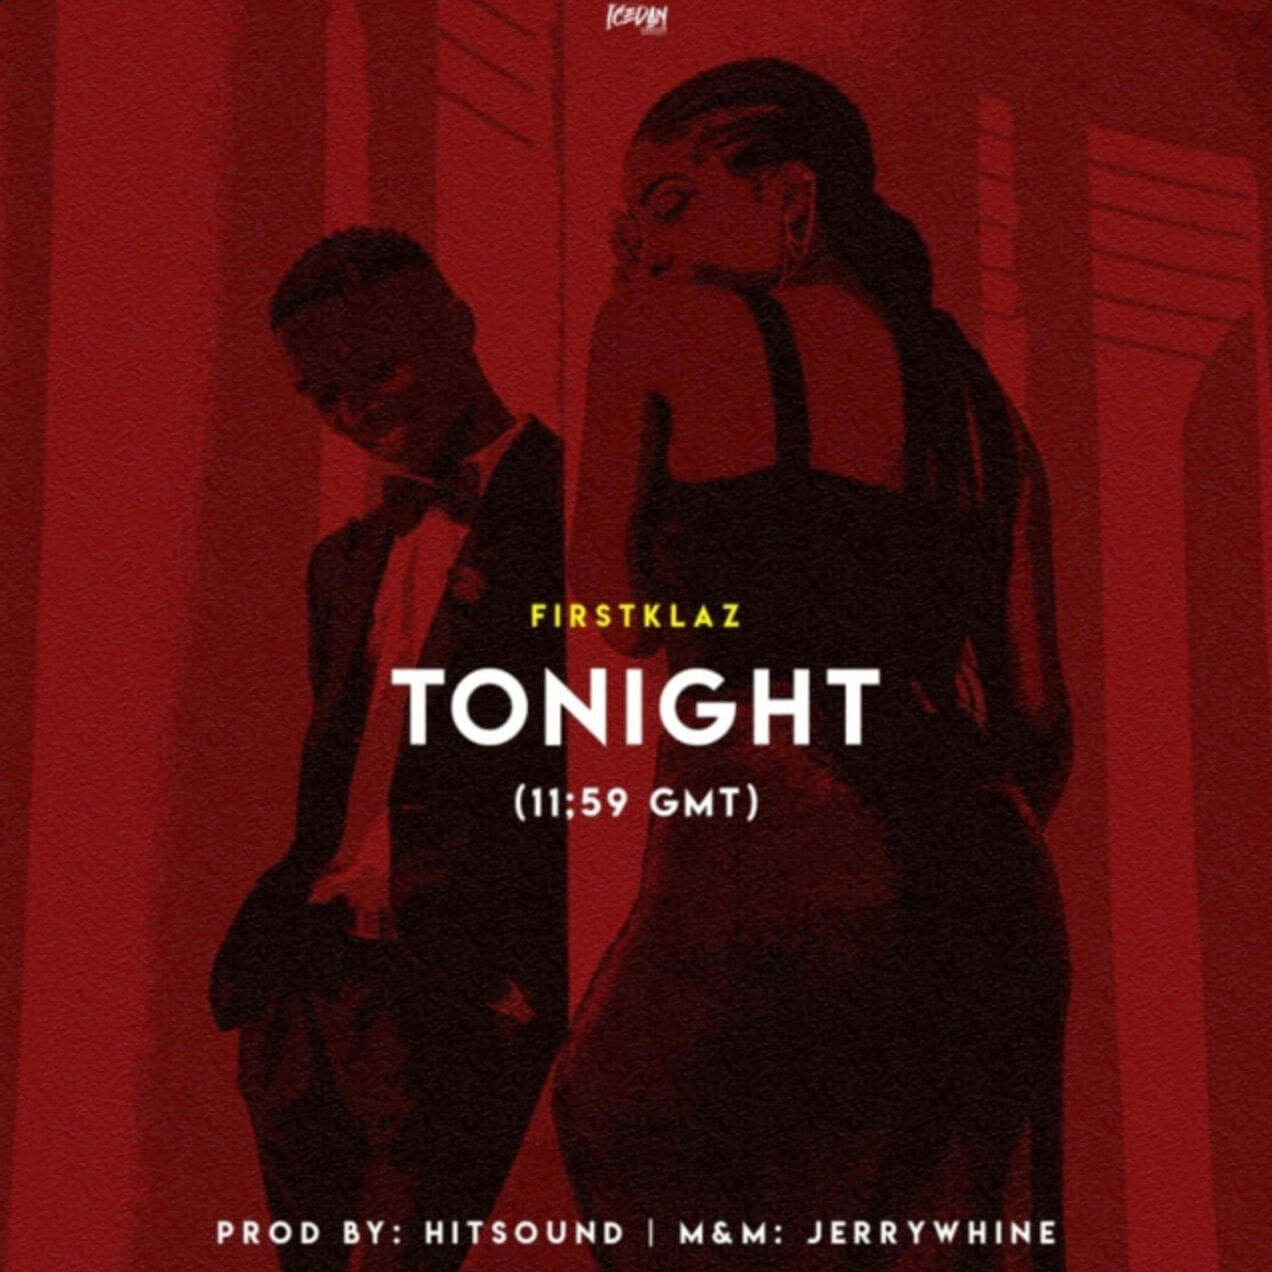 ICEDAN
FIRSTKLAZ
TONIGHT
(11;59 GMT)
PROD BY: HITSOUND | M&M: JERRYWHINE